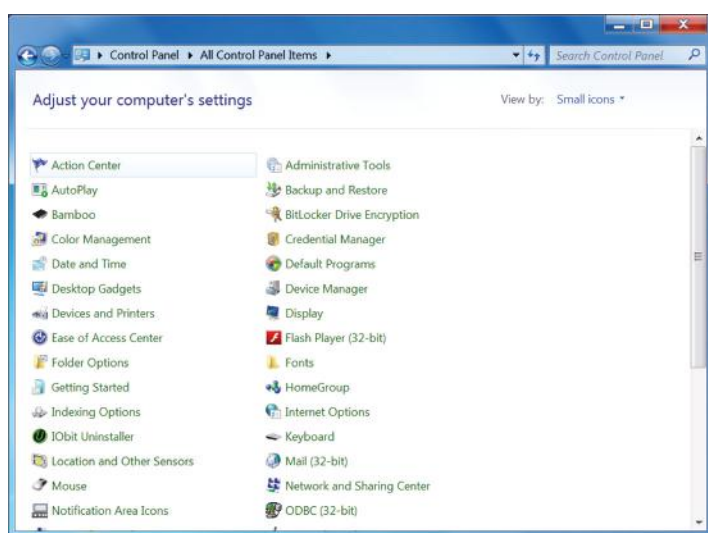 Control Panel ▸ All Control Panel Items ▸
Search Control Panel
Adjust your computer's settings
View by: Small icons
Action Center
Administrative Tools
AutoPlay
Backup and Restore
Bamboo
BitLocker Drive Encryption
Color Management
Credential Manager
Date and Time
Default Programs
Desktop Gadgets
Device Manager
Devices and Printers
Display
Ease of Access Center
Flash Player (32-bit)
Folder Options
Fonts
Getting Started
HomeGroup
Indexing Options
Internet Options
IObit Uninstaller
Keyboard
Location and Other Sensors
Mail (32-bit)
Mouse
Network and Sharing Center
Notification Area Icons
ODBC (32-bit)